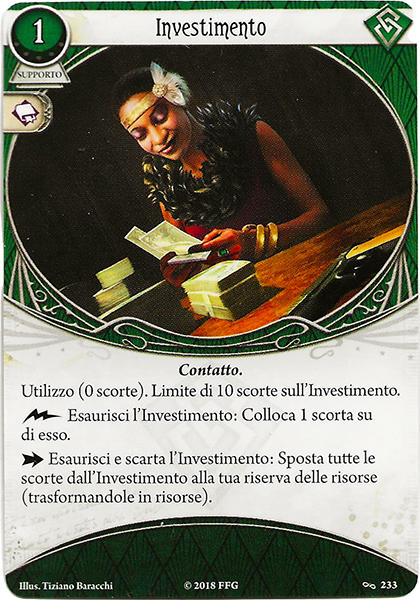 1
Investimento
SUPPORTO
Contatto.
Utilizzo (0 scorte). Limite di 10 scorte sull'Investimento.
Esaurisci l'Investimento: Colloca 1 scorta su
di esso.
Esaurisci e scarta l'Investimento: Sposta tutte le
scorte dall'Investimento alla tua riserva delle risorse
(trasformandole in risorse).
Illus. Tiziano Baracchi
© 2018 FFG
233